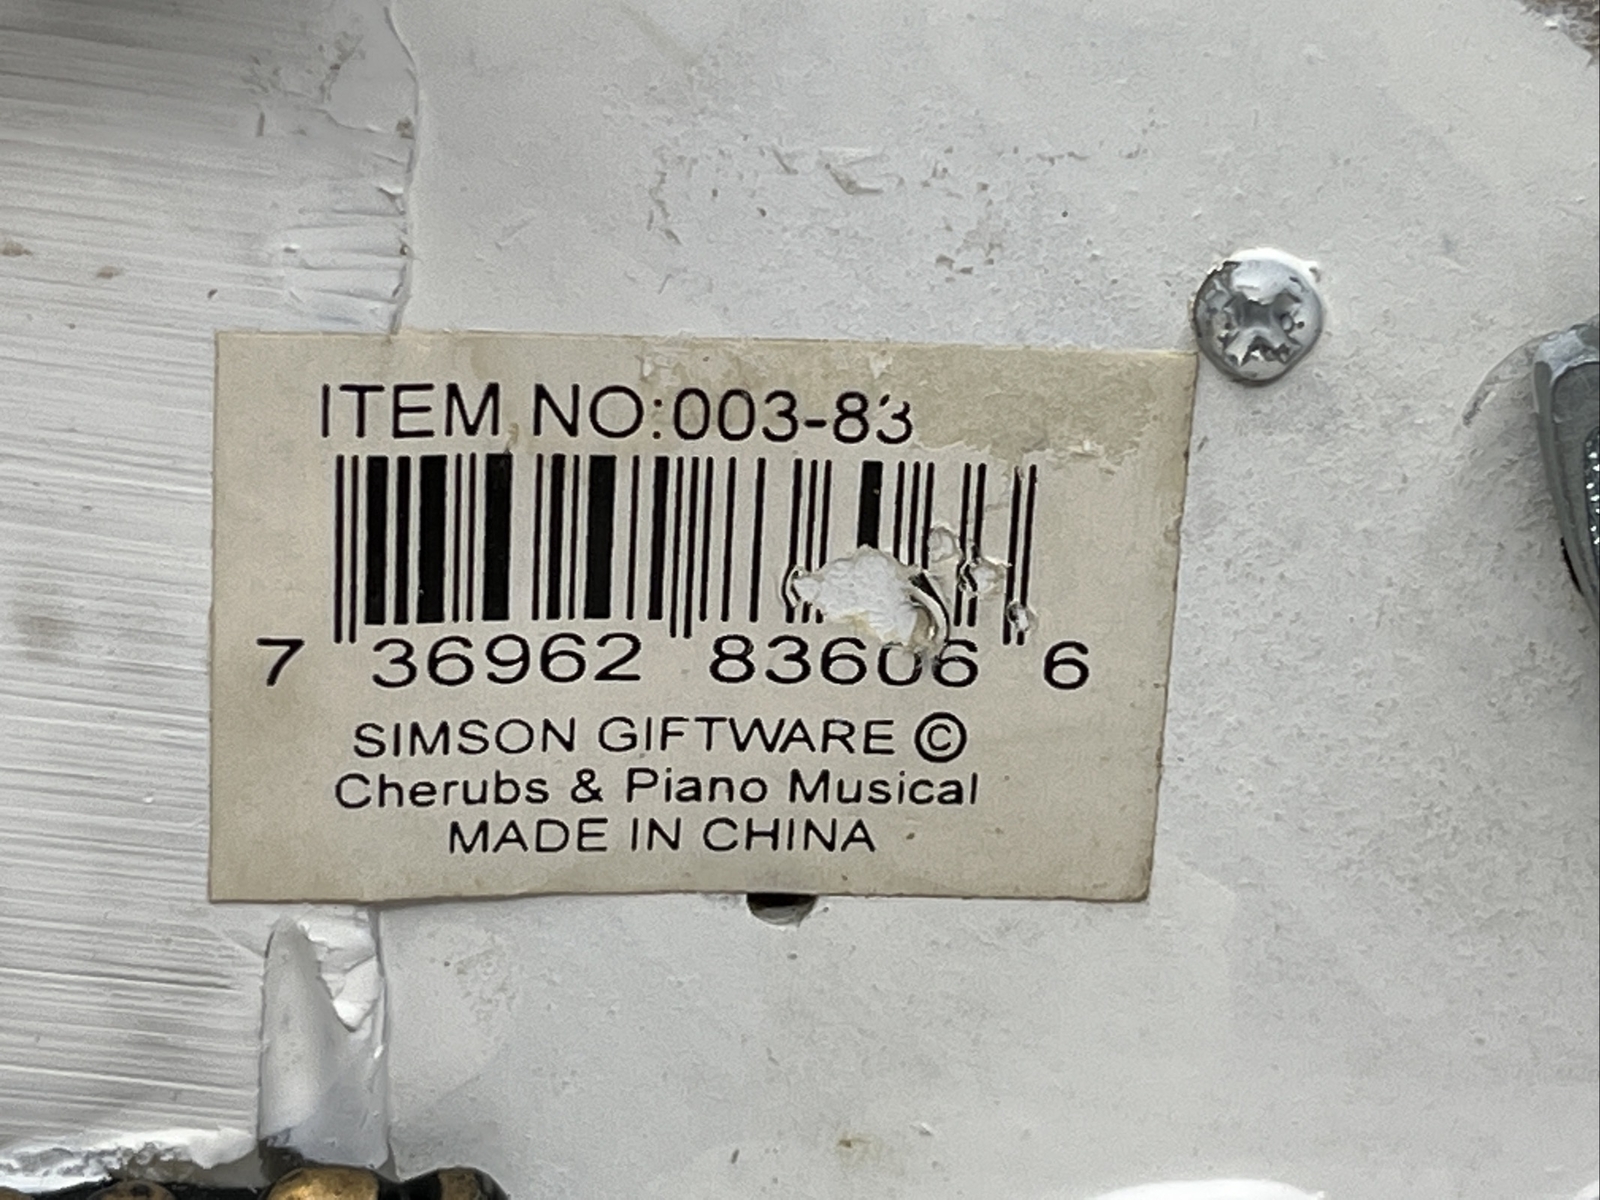 ITEM NO:003-83
7 36962 83606 6
SIMSON GIFTWARE ©
Cherubs & Piano Musical
MADE IN CHINA